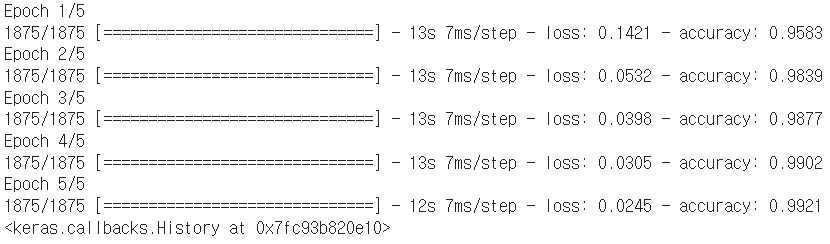 Epoch 1/5
1875/1875 [==============================] - 13s 7ms/step - loss: 0.1421 - accuracy: 0.9583
Epoch 2/5
1875/1875 [==============================] - 13s 7ms/step - loss: 0.0532 - accuracy: 0.9839
Epoch 3/5
1875/1875 [==============================] - 13s 7ms/step - loss: 0.0398 - accuracy: 0.9877
Epoch 4/5
1875/1875 [==============================] - 13s 7ms/step - loss: 0.0305 - accuracy: 0.9902
Epoch 5/5
1875/1875 [==============================] - 12s 7ms/step - loss: 0.0245 - accuracy: 0.9921
<keras.callbacks.History at 0x7fc93b820e10>